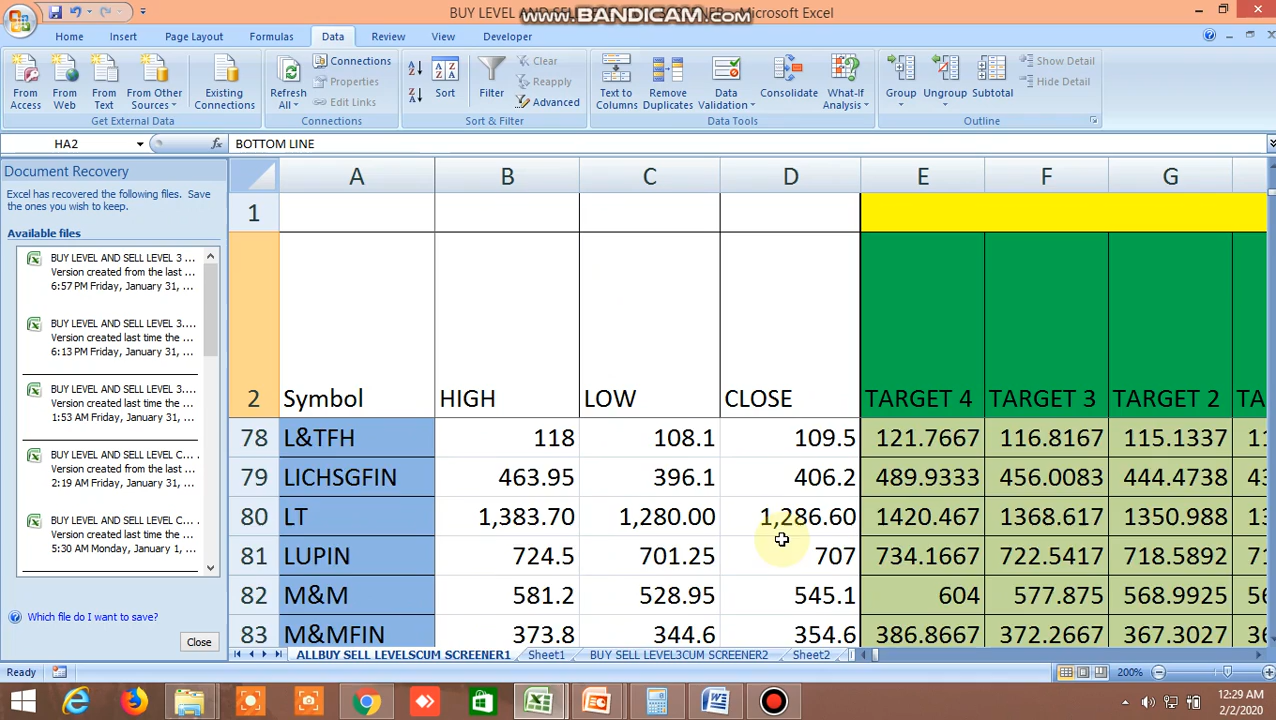 BUY LEVEL AND SELL LEVEL SCREENER - Microsoft Excel
www.BANDICAM.com
Home Insert Page Layout Formulas Data Review View Developer
From Access
From Web
From Text
From Other Sources
Existing Connections
Get External Data
Refresh All
Connections
Properties
Edit Links
Connections
Sort
Filter
Clear
Reapply
Advanced
Sort & Filter
Text to Columns
Remove Duplicates
Data Validation
Consolidate
What-If Analysis
Data Tools
Group
Ungroup
Subtotal
Show Detail
Hide Detail
Outline
HA2 fx BOTTOM LINE
Document Recovery
Excel has recovered the following files. Save the ones you wish to keep.
Available files
BUY LEVEL AND SELL LEVEL 3 ...
Version created from the last ...
6:57 PM Friday, January 31, ...
BUY LEVEL AND SELL LEVEL 3....
Version created last time the ...
6:13 PM Friday, January 31, ...
BUY LEVEL AND SELL LEVEL 3....
Version created last time the ...
1:53 AM Friday, January 31, ...
BUY LEVEL AND SELL LEVEL C...
Version created last time the ...
2:19 AM Friday, January 31, ...
BUY LEVEL AND SELL LEVEL C...
Version created last time the ...
5:30 AM Monday, January 1, ...
Which file do I want to save?
Close
A B C D E F G
1
2 Symbol HIGH LOW CLOSE TARGET 4 TARGET 3 TARGET 2 TA
78 L&TFH 118 108.1 109.5 121.7667 116.8167 115.1337 11
79 LICHSGFIN 463.95 396.1 406.2 489.9333 456.0083 444.4738 43
80 LT 1,383.70 1,280.00 1,286.60 1420.467 1368.617 1350.988 13
81 LUPIN 724.5 701.25 707 734.1667 722.5417 718.5892 71
82 M&M 581.2 528.95 545.1 604 577.875 568.9925 56
83 M&MFIN 373.8 344.6 354.6 386.8667 372.2667 367.3027 36
ALLBUY SELL LEVELSCUM SCREENER1 Sheet1 BUY SELL LEVEL3CUM SCREENER2 Sheet2
Ready
200%
12:29 AM
2/2/2020